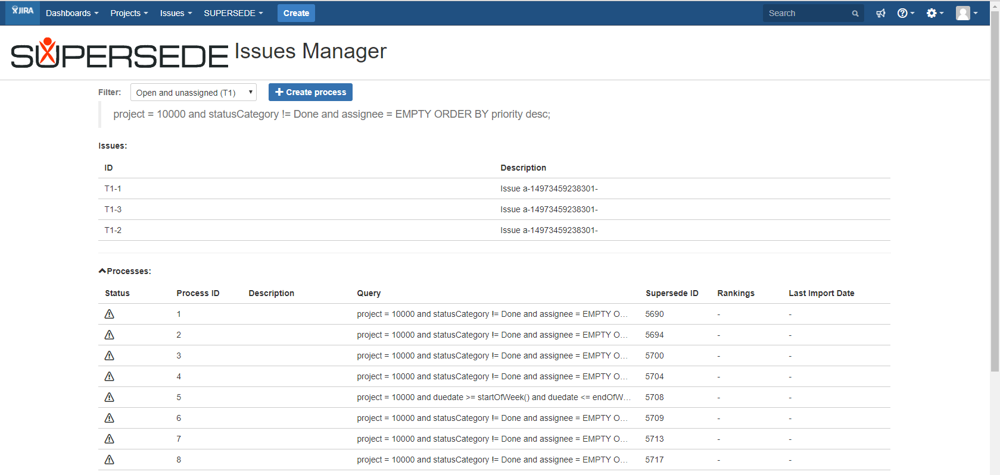 JIRA Dashboards Projects Issues SUPERSEDE Create Search
SUPERSEDE Issues Manager
Filter: Open and unassigned (T1) Create process
project = 10000 and statusCategory != Done and assignee = EMPTY ORDER BY priority desc;
Issues:
ID Description
T1-1 Issue a-14973459238301-
T1-3 Issue a-14973459238301-
T1-2 Issue a-14973459238301-
Processes:
Status Process ID Description Query Supersede ID Rankings Last Import Date
1 project = 10000 and statusCategory != Done and assignee = EMPTY O... 5690 - -
2 project = 10000 and statusCategory != Done and assignee = EMPTY O... 5694 - -
3 project = 10000 and statusCategory != Done and assignee = EMPTY O... 5700 - -
4 project = 10000 and statusCategory != Done and assignee = EMPTY O... 5704 - -
5 project = 10000 and duedate >= startOfWeek() and duedate <= endOfW... 5708 - -
6 project = 10000 and statusCategory != Done and assignee = EMPTY O... 5709 - -
7 project = 10000 and statusCategory != Done and assignee = EMPTY O... 5713 - -
8 project = 10000 and statusCategory != Done and assignee = EMPTY O... 5717 - -